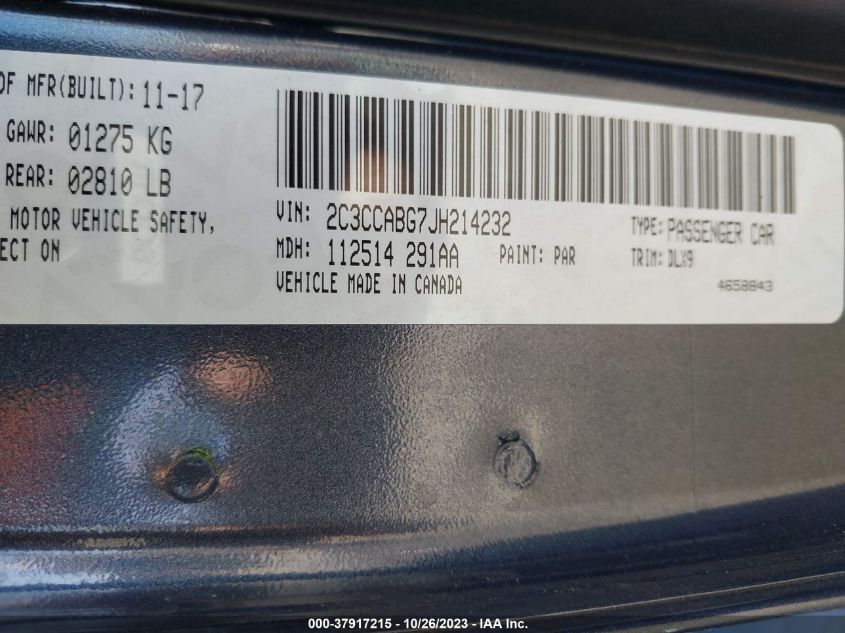 OF MFR(BUILT): 11-17
GAWR: 01275 KG
REAR: 02810 LB
MOTOR VEHICLE SAFETY,
ECT ON
VIN: 2C3CCABG7JH214232
MDH: 112514 291AA PAINT: PAR
VEHICLE MADE IN CANADA
TYPE: PASSENGER CAR
TRIM: DLX9
4658843
000-37917215 - 10/26/2023 - IAA Inc.